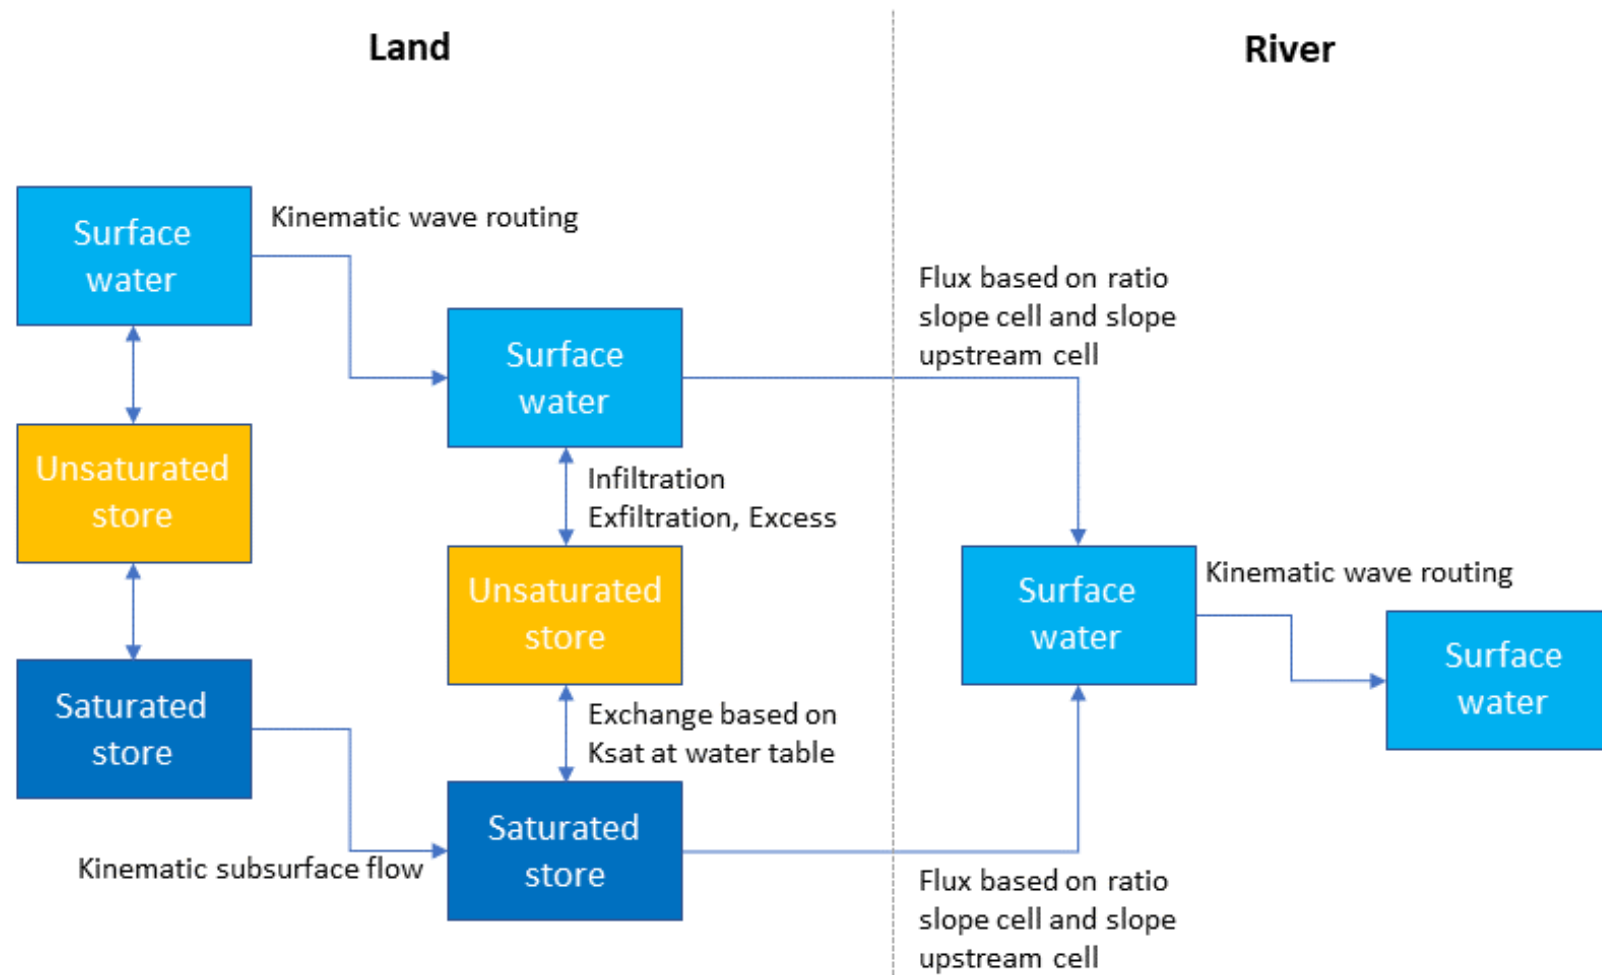 Land
River
Surface
water
Kinematic wave routing
Surface
water
Flux based on ratio
slope cell and slope
upstream cell
Unsaturated
store
Infiltration
Exfiltration, Excess
Unsaturated
store
Surface
water
Kinematic wave routing
Surface
water
Saturated
store
Exchange based on
Ksat at water table
Saturated
store
Kinematic subsurface flow
Flux based on ratio
slope cell and slope
upstream cell